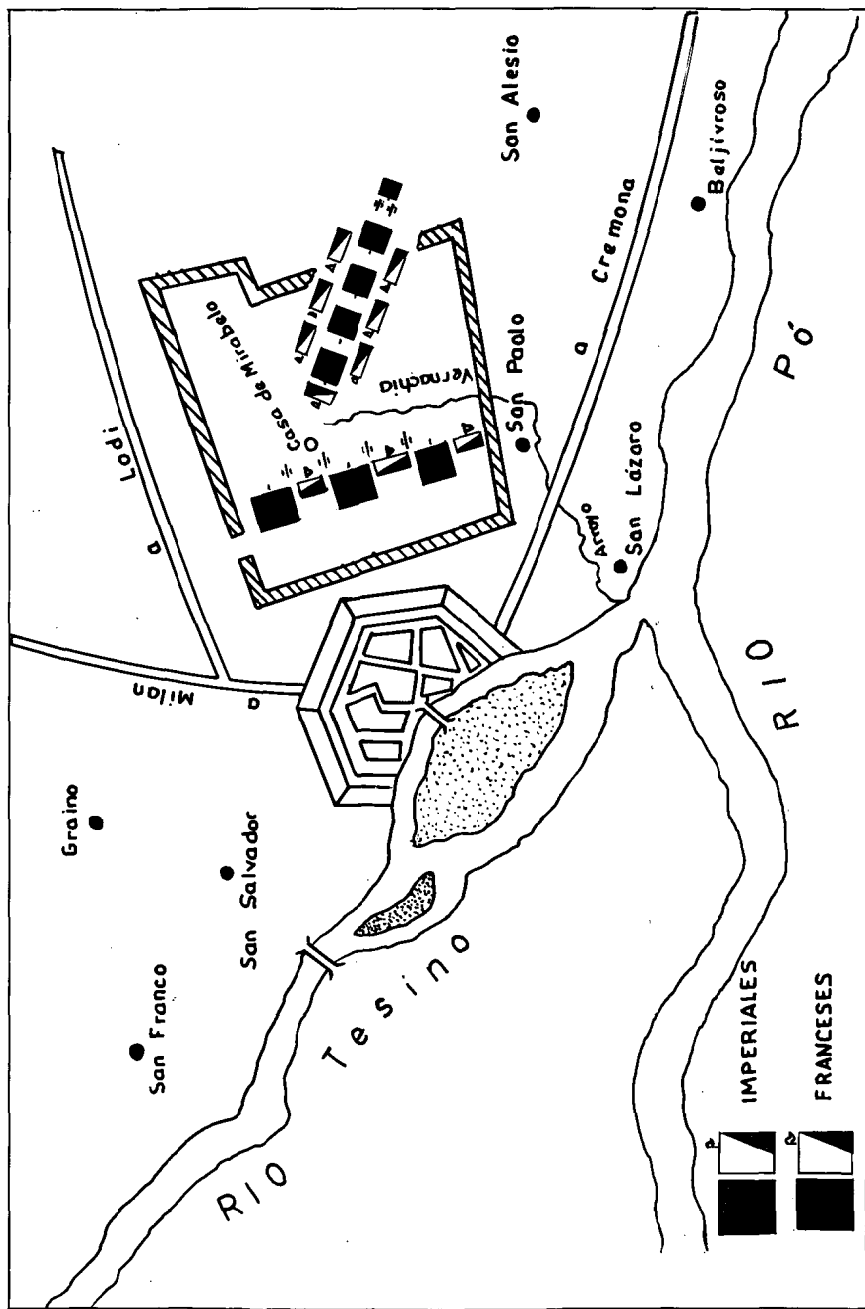 San Franco
San Salvador
Graino
a Milan
a Lodi
San Alesio
Casa de Mirabelo
Vernachia
San Paolo
a Cremona
Arroyo
San Lázaro
Beljivroso
RIO Tesino
RIO PÓ
IMPERIALES
FRANCESES